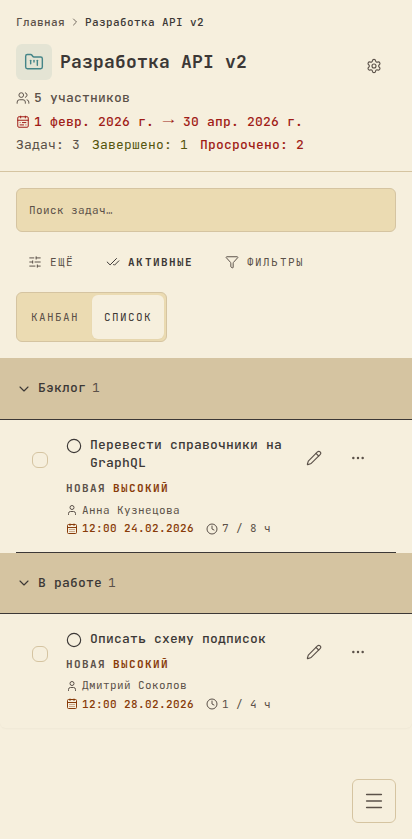 Главная > Разработка API v2
Разработка API v2
5 участников
1 февр. 2026 г. → 30 апр. 2026 г.
Задач: 3 Завершено: 1 Просрочено: 2
Поиск задач…
ЕЩЁ АКТИВНЫЕ ФИЛЬТРЫ
КАНБАН СПИСОК
Бэклог 1
Перевести справочники на
GraphQL
НОВАЯ ВЫСОКИЙ
Анна Кузнецова
12:00 24.02.2026 7 / 8 ч
В работе 1
Описать схему подписок
НОВАЯ ВЫСОКИЙ
Дмитрий Соколов
12:00 28.02.2026 1 / 4 ч